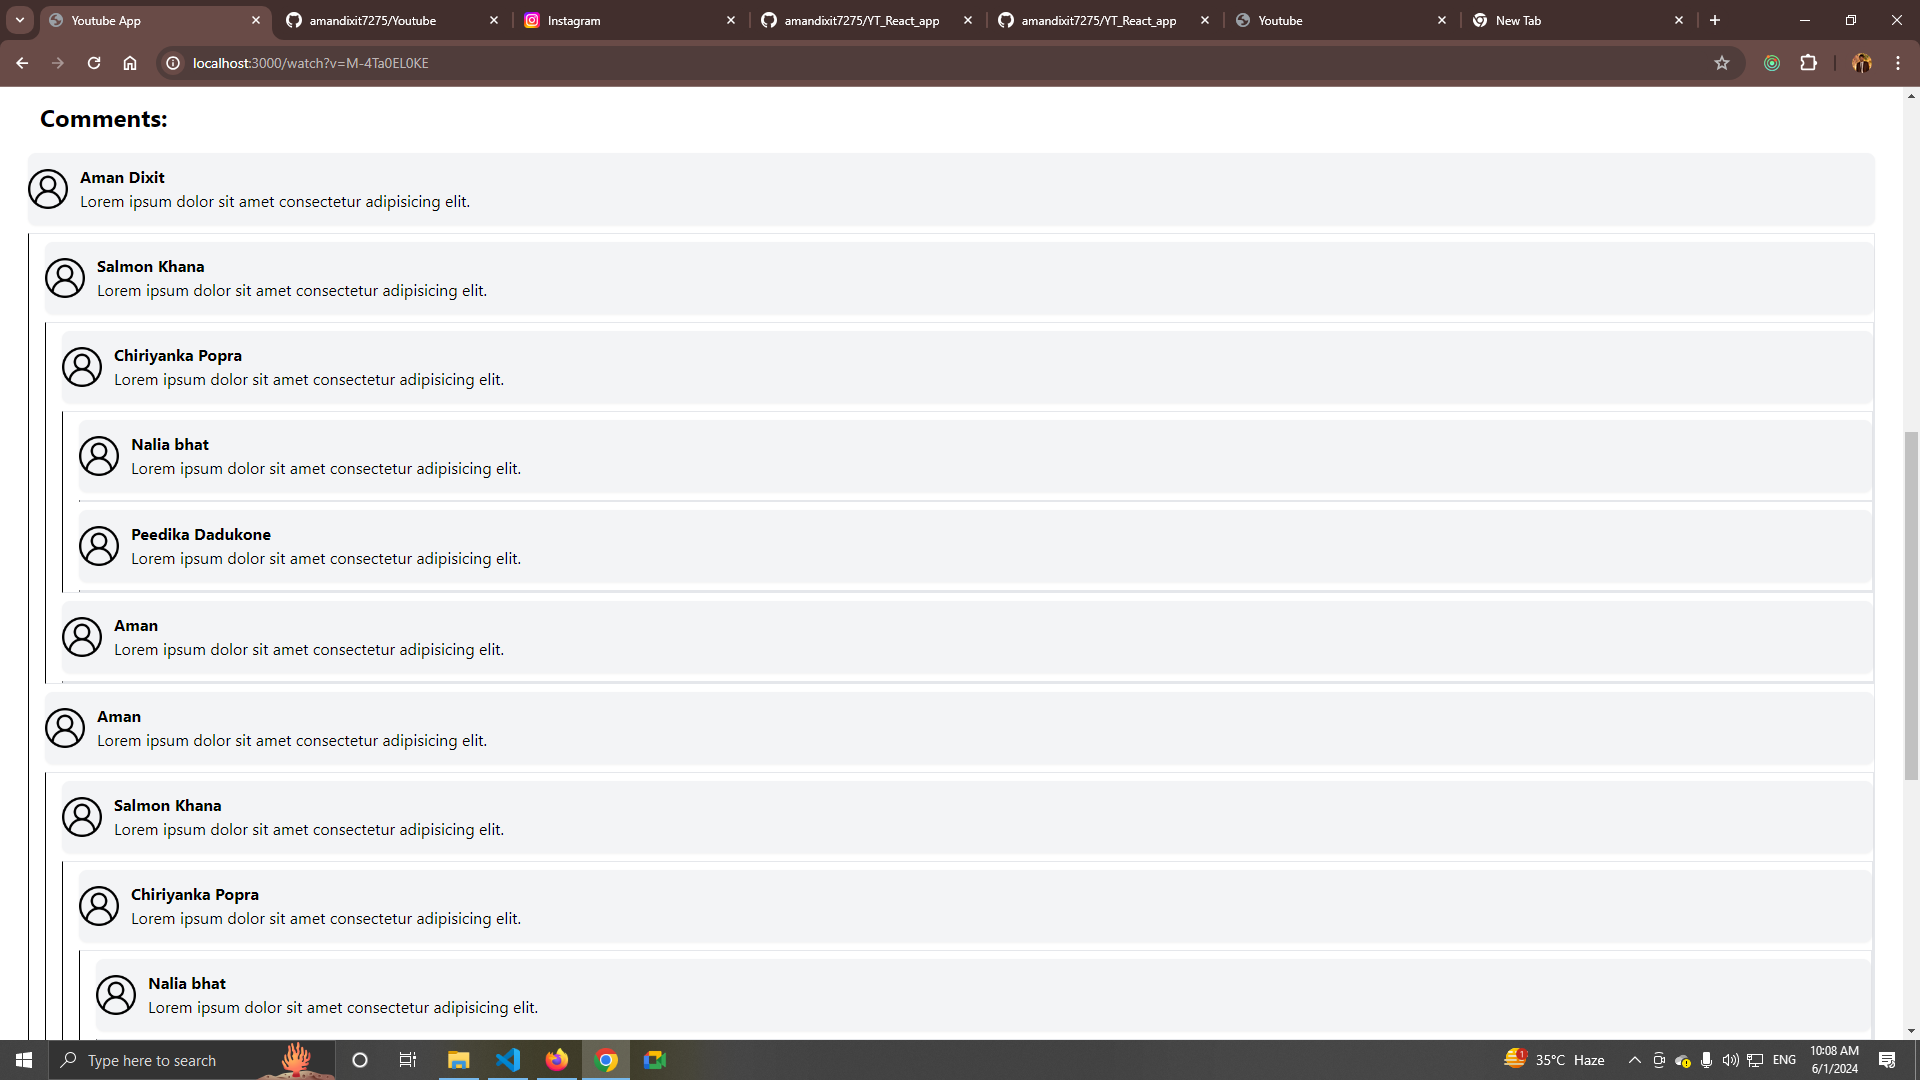 Youtube App
amandixit7275/Youtube
Instagram
amandixit7275/YT_React_app
amandixit7275/YT_React_app
Youtube
New Tab
localhost:3000/watch?v=M-4Ta0EL0KE
Comments:
Aman Dixit
Lorem ipsum dolor sit amet consectetur adipisicing elit.
Salmon Khana
Lorem ipsum dolor sit amet consectetur adipisicing elit.
Chiriyanka Popra
Lorem ipsum dolor sit amet consectetur adipisicing elit.
Nalia bhat
Lorem ipsum dolor sit amet consectetur adipisicing elit.
Peedika Dadukone
Lorem ipsum dolor sit amet consectetur adipisicing elit.
Aman
Lorem ipsum dolor sit amet consectetur adipisicing elit.
Aman
Lorem ipsum dolor sit amet consectetur adipisicing elit.
Salmon Khana
Lorem ipsum dolor sit amet consectetur adipisicing elit.
Chiriyanka Popra
Lorem ipsum dolor sit amet consectetur adipisicing elit.
Nalia bhat
Lorem ipsum dolor sit amet consectetur adipisicing elit.
Type here to search
1
35°C Haze
ENG
10:08 AM
6/1/2024